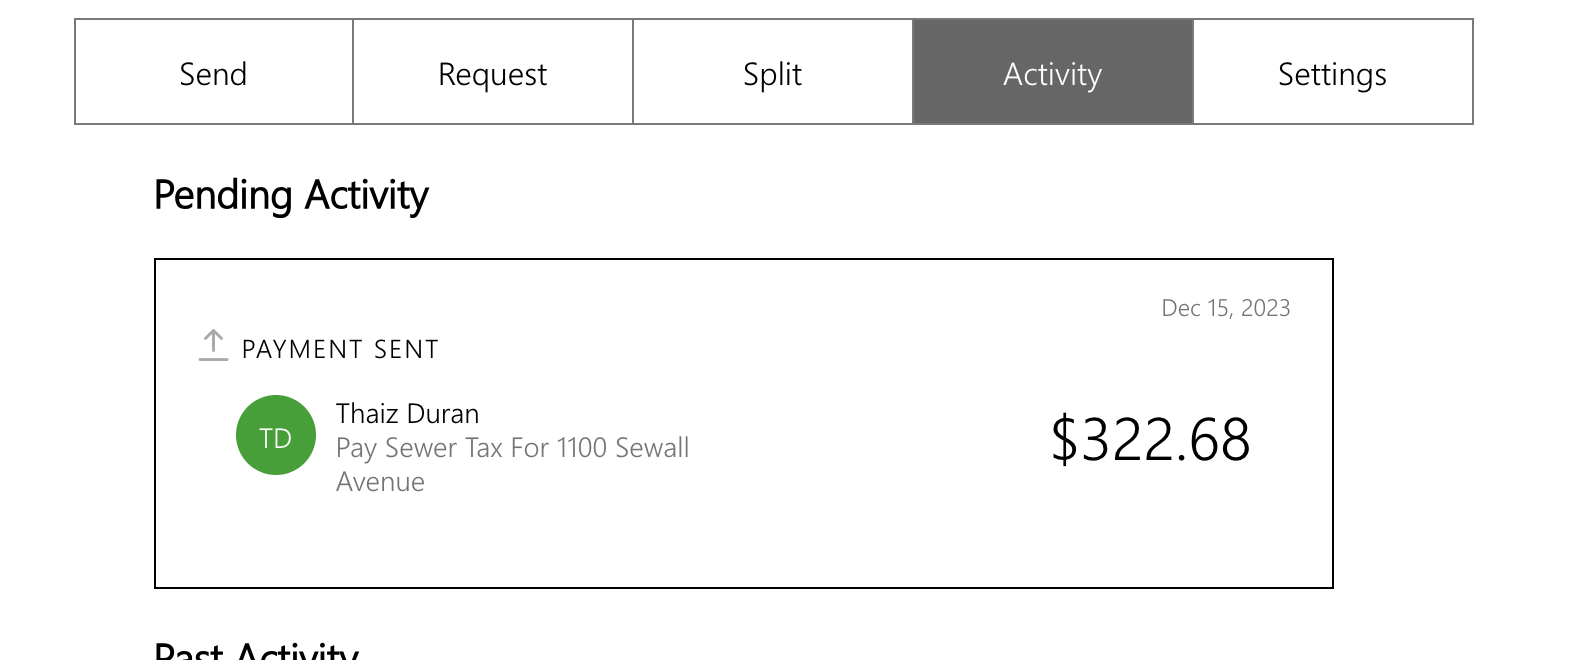 Send Request Split Activity Settings
Pending Activity
Dec 15, 2023
PAYMENT SENT
TD
Thaiz Duran
Pay Sewer Tax For 1100 Sewall
Avenue
$322.68
Past Activity